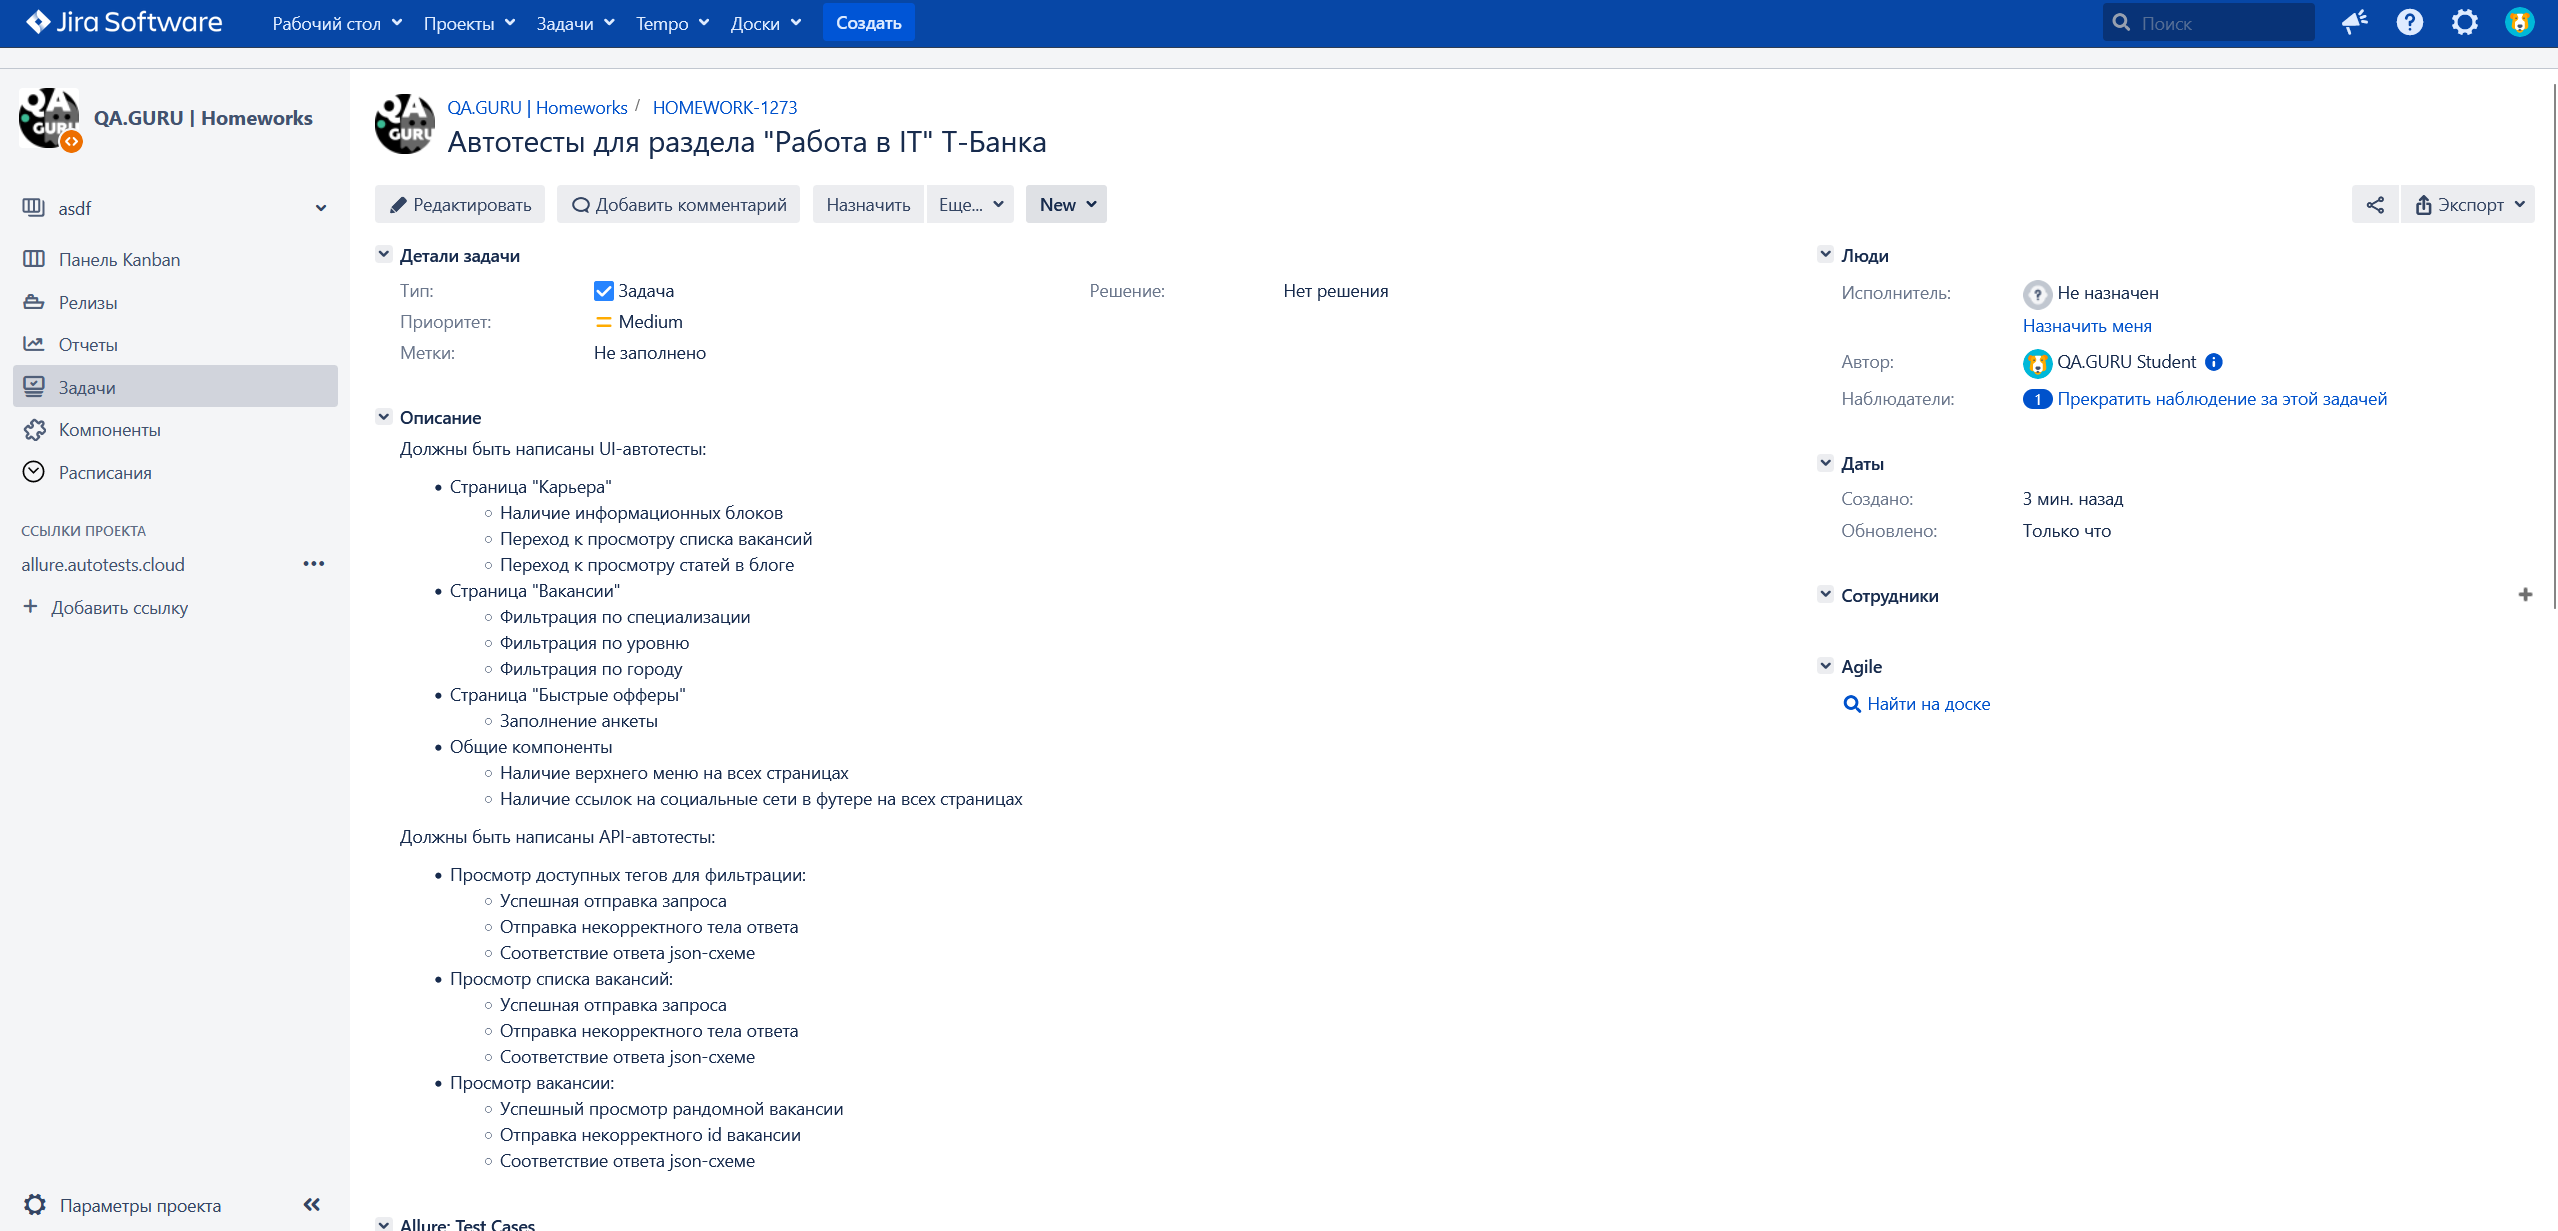 Jira Software
Рабочий стол
Проекты
Задачи
Tempo
Доски
Создать
Поиск
QA.GURU | Homeworks
asdf
Панель Kanban
Релизы
Отчеты
Задачи
Компоненты
Расписания
ССЫЛКИ ПРОЕКТА
allure.autotests.cloud
Добавить ссылку
Параметры проекта
QA.GURU | Homeworks / HOMEWORK-1273
Автотесты для раздела "Работа в IT" Т-Банка
Редактировать
Добавить комментарий
Назначить
Еще...
New
Экспорт
Детали задачи
Тип: Задача
Решение: Нет решения
Приоритет: Medium
Метки: Не заполнено
Описание
Должны быть написаны UI-автотесты:
Страница "Карьера"
Наличие информационных блоков
Переход к просмотру списка вакансий
Переход к просмотру статей в блоге
Страница "Вакансии"
Фильтрация по специализации
Фильтрация по уровню
Фильтрация по городу
Страница "Быстрые офферы"
Заполнение анкеты
Общие компоненты
Наличие верхнего меню на всех страницах
Наличие ссылок на социальные сети в футере на всех страницах
Должны быть написаны API-автотесты:
Просмотр доступных тегов для фильтрации:
Успешная отправка запроса
Отправка некорректного тела ответа
Соответствие ответа json-схеме
Просмотр списка вакансий:
Успешная отправка запроса
Отправка некорректного тела ответа
Соответствие ответа json-схеме
Просмотр вакансии:
Успешный просмотр рандомной вакансии
Отправка некорректного id вакансии
Соответствие ответа json-схеме
Allure: Test Cases
Люди
Исполнитель: Не назначен
Назначить меня
Автор: QA.GURU Student
Наблюдатели: 1 Прекратить наблюдение за этой задачей
Даты
Создано: 3 мин. назад
Обновлено: Только что
Сотрудники
Agile
Найти на доске